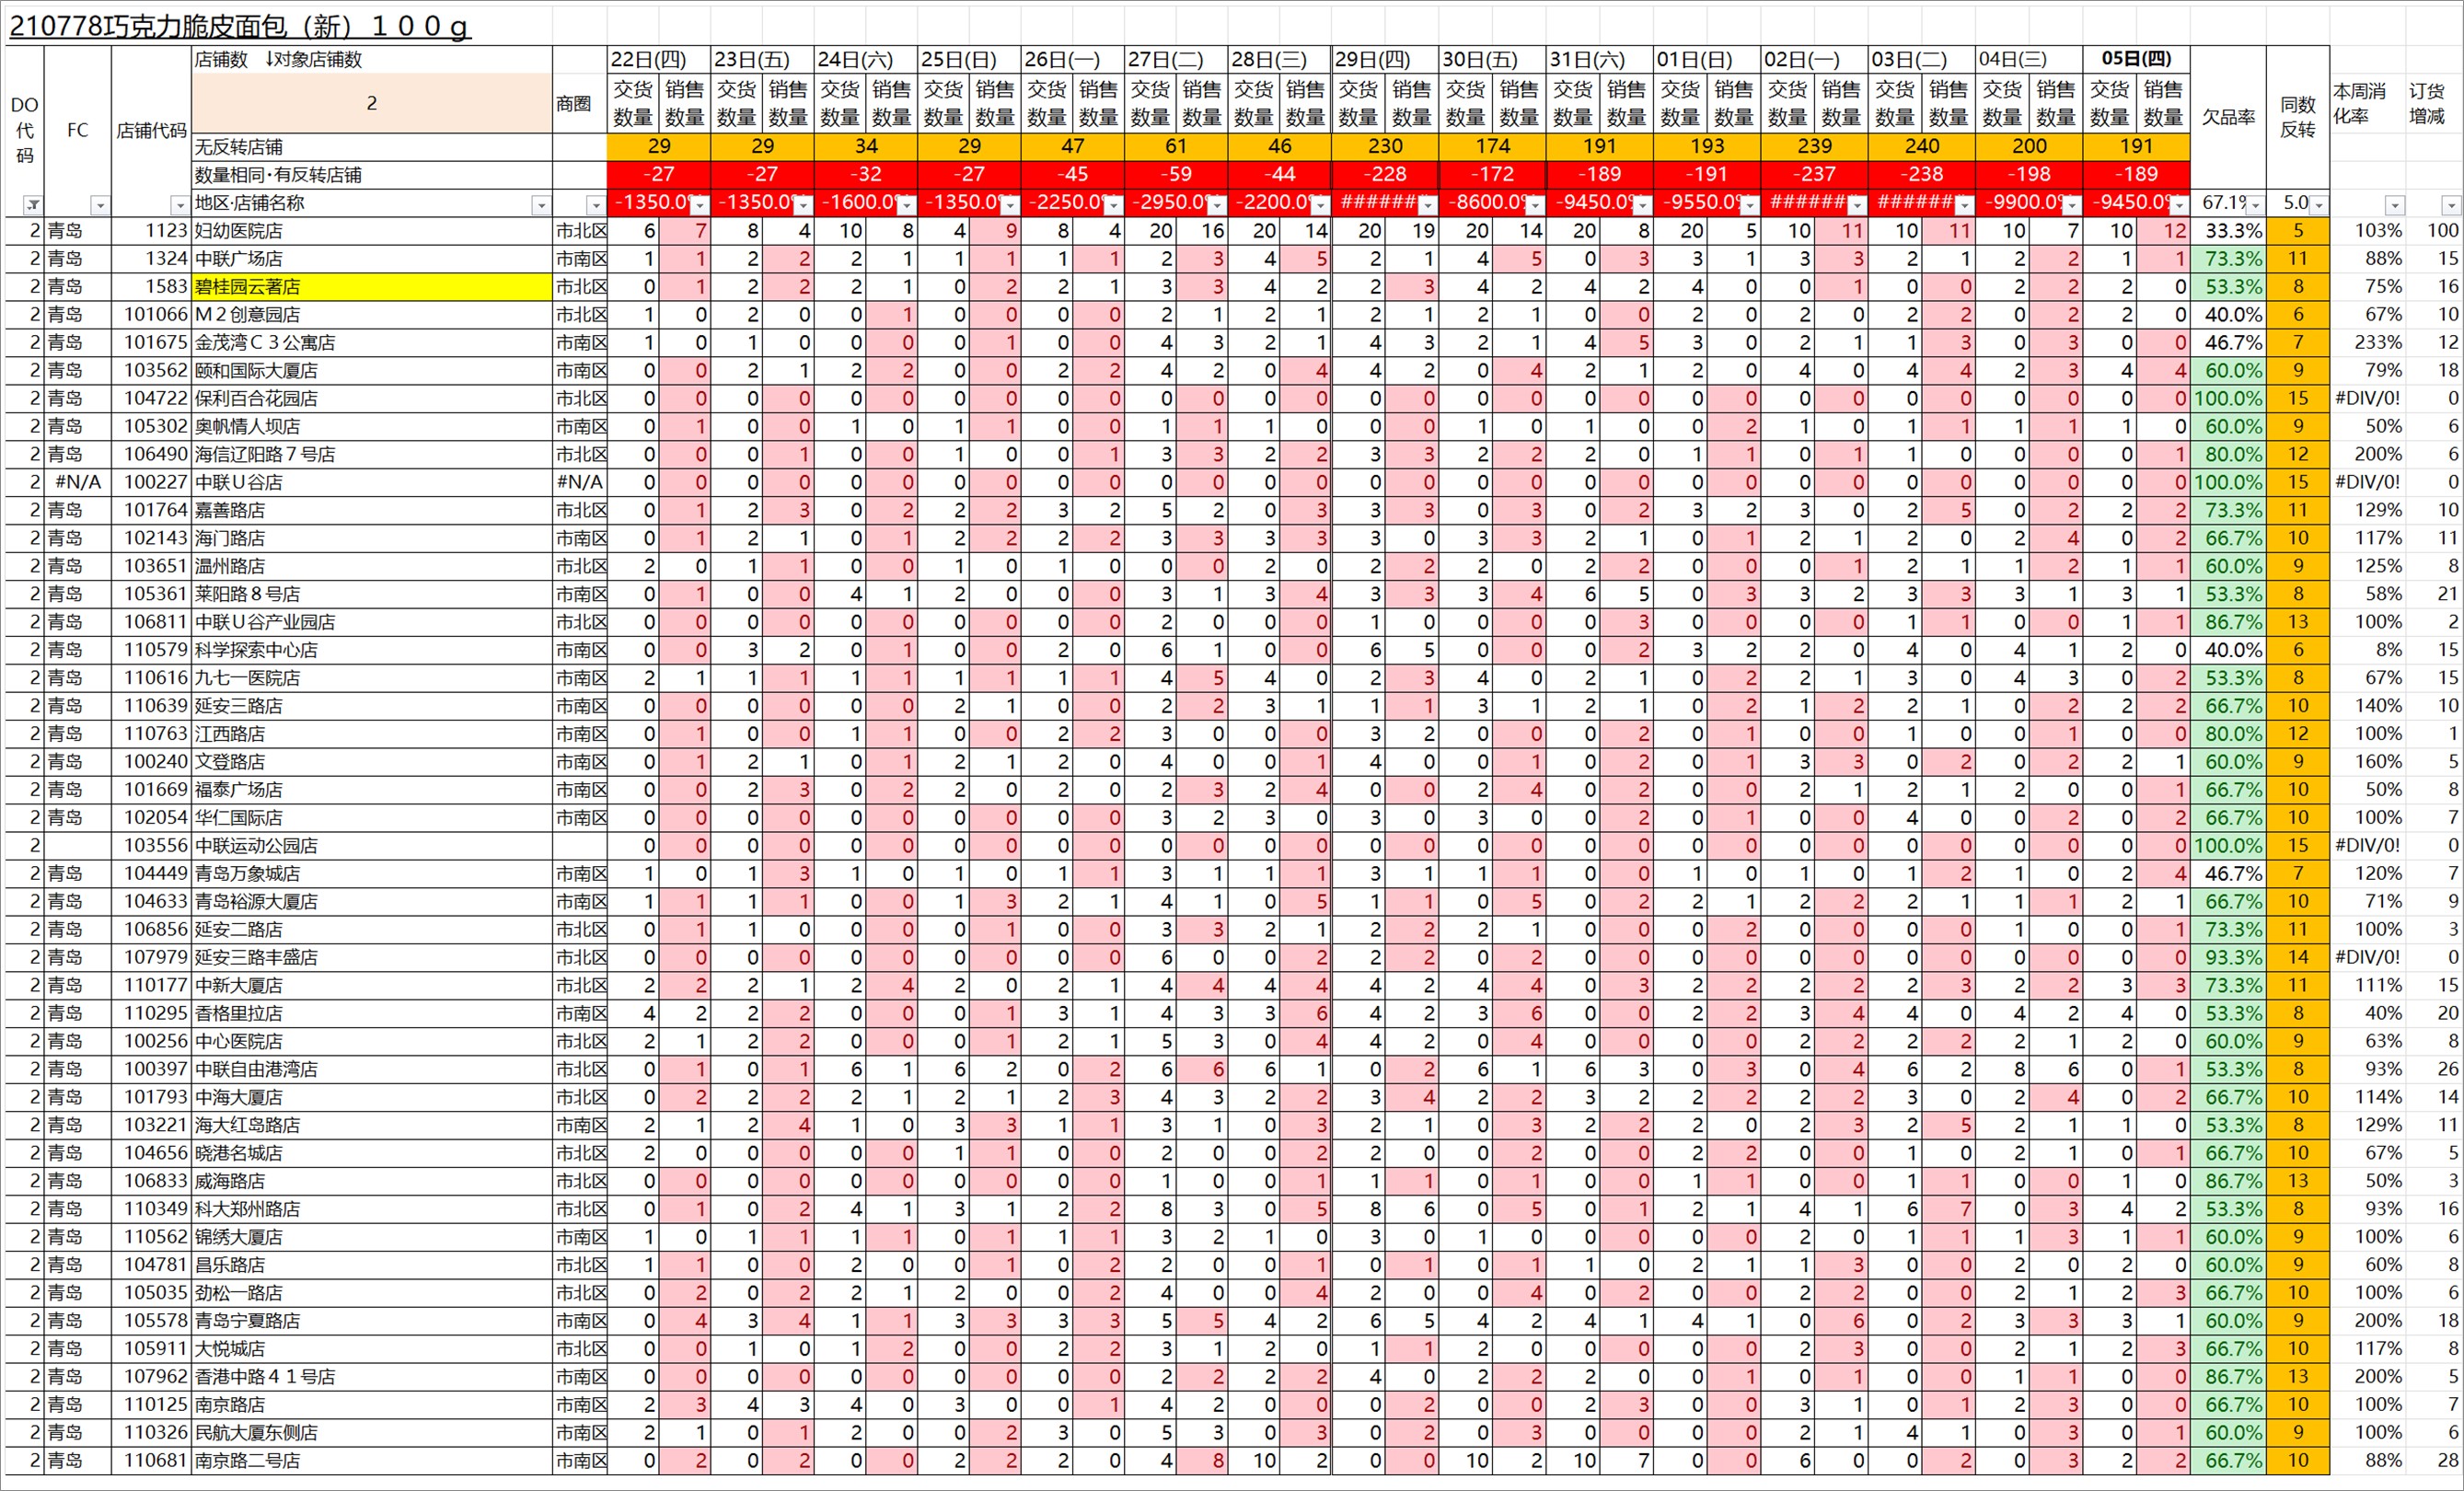 210778巧克力脆皮面包（新）１００ｇ
DO代码 FC 店铺代码 店铺数 ↓对象店铺数 商圈 22日(四) 23日(五) 24日(六) 25日(日) 26日(一) 27日(二) 28日(三) 29日(四) 30日(五) 31日(六) 01日(日) 02日(一) 03日(二) 04日(三) 05日(四) 欠品率 同数反转 本周消化率 订货增减
2 交货数量 销售数量 交货数量 销售数量 交货数量 销售数量 交货数量 销售数量 交货数量 销售数量 交货数量 销售数量 交货数量 销售数量 交货数量 销售数量 交货数量 销售数量 交货数量 销售数量 交货数量 销售数量 交货数量 销售数量 交货数量 销售数量 交货数量 销售数量 交货数量 销售数量
无反转店铺 29 29 34 29 47 61 46 230 174 191 193 239 240 200 191
数量相同·有反转店铺 -27 -27 -32 -27 -45 -59 -44 -228 -172 -189 -191 -237 -238 -198 -189
地区·店铺名称 -1350.0% -1350.0% -1600.0% -1350.0% -2250.0% -2950.0% -2200.0% ###### -8600.0% -9450.0% -9550.0% ###### ###### -9900.0% -9450.0% 67.1% 5.0
2 青岛 1123 妇幼医院店 市北区 6 7 8 4 10 8 4 9 8 4 20 16 20 14 20 19 20 14 20 8 20 5 10 11 10 11 10 7 10 12 33.3% 5 103% 100
2 青岛 1324 中联广场店 市南区 1 1 2 2 2 1 1 1 1 1 2 3 4 5 2 1 4 5 0 3 3 1 3 3 2 1 2 2 1 1 73.3% 11 88% 15
2 青岛 1583 碧桂园云著店 市北区 0 1 2 2 2 1 0 2 2 1 3 3 4 2 2 3 4 2 4 2 4 0 0 1 0 0 2 2 2 0 53.3% 8 75% 16
2 青岛 101066 Ｍ２创意园店 市北区 1 0 2 0 0 1 0 0 0 0 2 1 2 1 2 1 2 1 0 0 2 0 2 0 2 2 0 2 2 0 40.0% 6 67% 10
2 青岛 101675 金茂湾Ｃ３公寓店 市南区 1 0 1 0 0 0 0 1 0 0 4 3 2 1 4 3 2 1 4 5 3 0 2 1 1 3 0 3 0 0 46.7% 7 233% 12
2 青岛 103562 颐和国际大厦店 市南区 0 0 2 1 2 2 0 0 2 2 4 2 0 4 4 2 0 4 2 1 2 0 4 0 4 4 2 3 4 4 60.0% 9 79% 18
2 青岛 104722 保利百合花园店 市北区 0 0 0 0 0 0 0 0 0 0 0 0 0 0 0 0 0 0 0 0 0 0 0 0 0 0 0 0 0 0 100.0% 15 #DIV/0! 0
2 青岛 105302 奥帆情人坝店 市南区 0 1 0 0 1 0 1 1 0 0 1 1 1 0 0 0 1 0 1 0 0 2 1 0 1 1 1 1 1 0 60.0% 9 50% 6
2 青岛 106490 海信辽阳路７号店 市北区 0 0 0 1 0 0 1 0 0 1 3 3 2 2 3 3 2 2 2 0 1 1 0 1 1 0 0 0 0 1 80.0% 12 200% 6
2 #N/A 100227 中联Ｕ谷店 #N/A 0 0 0 0 0 0 0 0 0 0 0 0 0 0 0 0 0 0 0 0 0 0 0 0 0 0 0 0 0 0 100.0% 15 #DIV/0! 0
2 青岛 101764 嘉善路店 市北区 0 1 2 3 0 2 2 2 3 2 5 2 0 3 3 3 0 3 0 2 3 2 3 0 2 5 0 2 2 2 73.3% 11 129% 10
2 青岛 102143 海门路店 市南区 0 1 2 1 0 1 2 2 2 2 3 3 3 3 3 0 3 3 2 1 0 1 2 1 2 0 2 4 0 2 66.7% 10 117% 11
2 青岛 103651 温州路店 市北区 2 0 1 1 0 0 1 0 1 0 0 0 2 0 2 2 2 0 2 2 0 0 0 1 2 1 1 2 1 1 60.0% 9 125% 8
2 青岛 105361 莱阳路８号店 市南区 0 1 0 0 4 1 2 0 0 0 3 1 3 4 3 3 3 4 6 5 0 3 3 2 3 3 3 1 3 1 53.3% 8 58% 21
2 青岛 106811 中联Ｕ谷产业园店 市北区 0 0 0 0 0 0 0 0 0 0 2 0 0 0 1 0 0 0 0 3 0 0 0 0 1 1 0 0 1 1 86.7% 13 100% 2
2 青岛 110579 科学探索中心店 市南区 0 0 3 2 0 1 0 0 2 0 6 1 0 0 6 5 0 0 0 2 3 2 2 0 4 0 4 1 2 0 40.0% 6 8% 15
2 青岛 110616 九七一医院店 市南区 2 1 1 1 1 1 1 1 1 1 4 5 4 0 2 3 4 0 2 1 0 2 2 1 3 0 4 3 0 2 53.3% 8 67% 15
2 青岛 110639 延安三路店 市南区 0 0 0 0 0 0 2 1 0 0 2 2 3 1 1 1 3 1 2 1 0 2 1 2 2 1 0 2 2 2 66.7% 10 140% 10
2 青岛 110763 江西路店 市南区 0 1 0 0 1 1 0 0 2 2 3 0 0 0 3 2 0 0 0 2 0 1 0 0 1 0 0 1 0 0 80.0% 12 100% 1
2 青岛 100240 文登路店 市南区 0 1 2 1 0 1 2 1 2 0 4 0 0 1 4 0 0 1 0 2 0 1 3 3 0 2 0 2 2 1 60.0% 9 160% 5
2 青岛 101669 福泰广场店 市南区 0 0 2 3 0 2 2 0 2 0 2 3 2 4 0 0 2 4 0 2 0 0 2 1 2 1 2 0 0 1 66.7% 10 50% 8
2 青岛 102054 华仁国际店 市南区 0 0 0 0 0 0 0 0 0 0 3 2 3 0 3 0 3 0 0 2 0 1 0 0 4 0 0 2 0 2 66.7% 10 100% 7
2 103556 中联运动公园店 0 0 0 0 0 0 0 0 0 0 0 0 0 0 0 0 0 0 0 0 0 0 0 0 0 0 0 0 0 0 100.0% 15 #DIV/0! 0
2 青岛 104449 青岛万象城店 市南区 1 0 1 3 1 0 1 0 1 1 3 1 1 1 3 1 1 1 0 0 1 0 1 0 1 2 1 0 2 4 46.7% 7 120% 7
2 青岛 104633 青岛裕源大厦店 市南区 1 1 1 1 0 0 1 3 2 1 4 1 0 5 1 1 0 5 0 2 2 1 2 2 2 1 1 1 2 1 66.7% 10 71% 9
2 青岛 106856 延安二路店 市北区 0 1 1 0 0 0 0 1 0 0 3 3 2 1 2 2 2 1 0 0 0 2 0 0 0 0 1 0 0 1 73.3% 11 100% 3
2 青岛 107979 延安三路丰盛店 市北区 0 0 0 0 0 0 0 0 0 0 6 0 0 2 2 2 0 2 0 0 0 0 0 0 0 0 0 0 0 0 93.3% 14 #DIV/0! 0
2 青岛 110177 中新大厦店 市北区 2 2 2 1 2 4 2 0 2 1 4 4 4 4 4 2 4 4 0 3 2 2 2 2 2 3 2 2 3 3 73.3% 11 111% 15
2 青岛 110295 香格里拉店 市南区 4 2 2 2 0 0 0 1 3 1 4 3 3 6 4 2 3 6 0 0 2 2 3 4 4 0 4 2 4 0 53.3% 8 40% 20
2 青岛 100256 中心医院店 市北区 2 1 2 2 0 0 0 1 2 1 5 3 0 4 4 2 0 4 0 0 0 0 2 2 2 2 2 1 2 0 60.0% 9 63% 8
2 青岛 100397 中联自由港湾店 市北区 0 1 0 1 6 1 6 2 0 2 6 6 6 1 0 2 6 1 6 3 0 3 0 4 6 2 8 6 0 1 53.3% 8 93% 26
2 青岛 101793 中海大厦店 市北区 0 2 2 2 2 1 2 1 2 3 4 3 2 2 3 4 2 2 3 2 2 2 2 2 3 0 2 4 0 2 66.7% 10 114% 14
2 青岛 103221 海大红岛路店 市南区 2 1 2 4 1 0 3 3 1 1 3 1 0 3 2 1 0 3 2 2 2 0 2 3 2 5 2 1 1 0 53.3% 8 129% 11
2 青岛 104656 晓港名城店 市北区 2 0 0 0 0 0 1 1 0 0 2 0 0 2 2 0 0 2 0 0 2 2 0 0 1 0 2 1 0 1 66.7% 10 67% 5
2 青岛 106833 威海路店 市北区 0 0 0 0 0 0 0 0 0 0 1 0 0 1 1 1 0 1 0 0 1 1 0 0 1 1 0 0 1 0 86.7% 13 50% 3
2 青岛 110349 科大郑州路店 市北区 0 1 0 2 4 1 3 1 2 2 8 3 0 5 8 6 0 5 0 1 2 1 4 1 6 7 0 3 4 2 53.3% 8 93% 16
2 青岛 110562 锦绣大厦店 市南区 1 0 1 1 1 1 0 1 1 1 3 2 1 0 3 0 1 0 0 0 0 0 2 0 1 1 1 3 1 1 60.0% 9 100% 6
2 青岛 104781 昌乐路店 市北区 1 1 0 0 2 0 0 1 0 2 2 0 0 1 0 1 0 1 1 0 2 1 1 3 0 0 2 0 2 0 60.0% 9 60% 8
2 青岛 105035 劲松一路店 市北区 0 2 0 2 2 1 2 0 0 2 4 0 0 4 2 0 0 4 0 2 0 0 2 2 0 0 2 1 2 3 66.7% 10 100% 6
2 青岛 105578 青岛宁夏路店 市南区 0 4 3 4 1 1 3 3 3 3 5 5 4 2 6 5 4 2 4 1 4 1 0 6 0 2 3 3 3 1 60.0% 9 200% 18
2 青岛 105911 大悦城店 市北区 0 0 1 0 1 2 0 0 2 2 3 1 2 0 1 1 2 0 0 0 0 0 2 3 0 0 2 1 2 3 66.7% 10 117% 8
2 青岛 107962 香港中路４１号店 市南区 0 0 0 0 0 0 0 0 0 0 2 2 2 2 4 0 2 2 2 0 0 1 0 1 0 0 1 1 0 0 86.7% 13 200% 5
2 青岛 110125 南京路店 市南区 2 3 4 3 4 0 3 0 0 1 4 2 0 0 0 2 0 0 2 3 0 0 3 1 0 1 2 3 0 0 66.7% 10 100% 7
2 青岛 110326 民航大厦东侧店 市南区 2 1 0 1 2 0 0 2 3 0 5 3 0 3 0 2 0 3 0 0 0 0 2 1 4 1 0 3 0 1 60.0% 9 100% 6
2 青岛 110681 南京路二号店 市南区 0 2 0 2 0 0 2 2 2 0 4 8 10 2 0 0 10 2 10 7 0 0 6 0 0 2 0 3 2 2 66.7% 10 88% 28